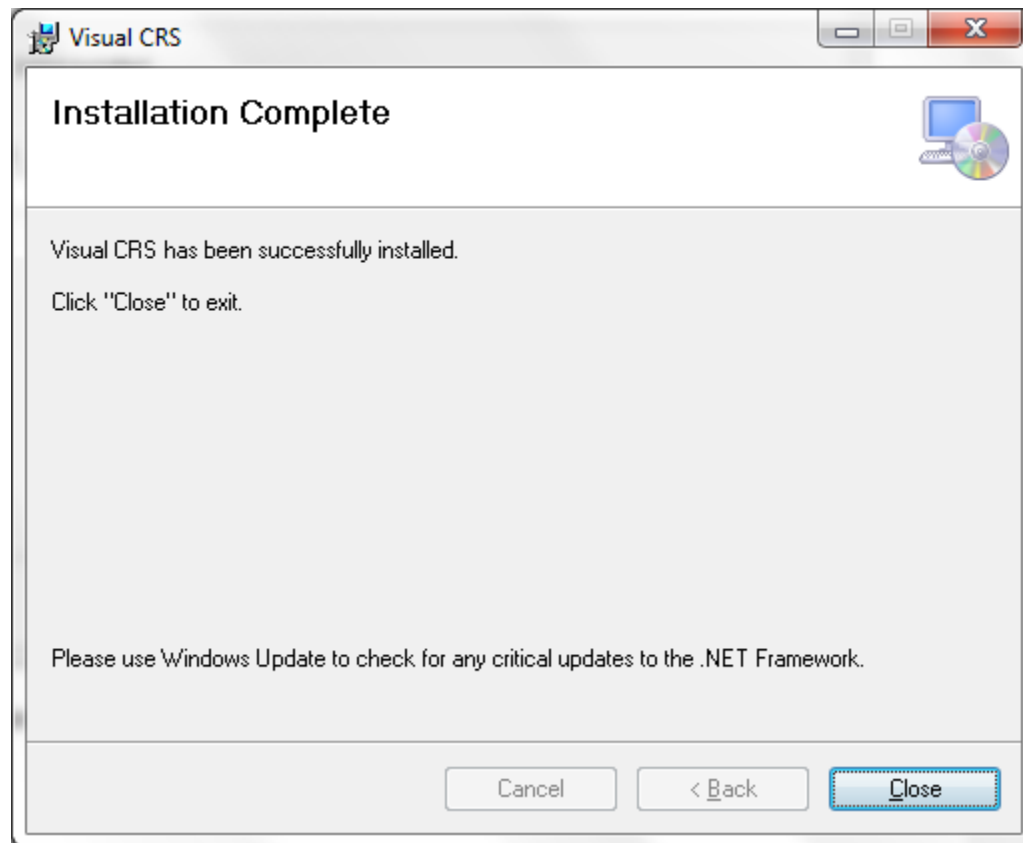 Visual CRS
Installation Complete
Visual CRS has been successfully installed.
Click "Close" to exit.
Please use Windows Update to check for any critical updates to the .NET Framework.
Cancel
< Back
Close